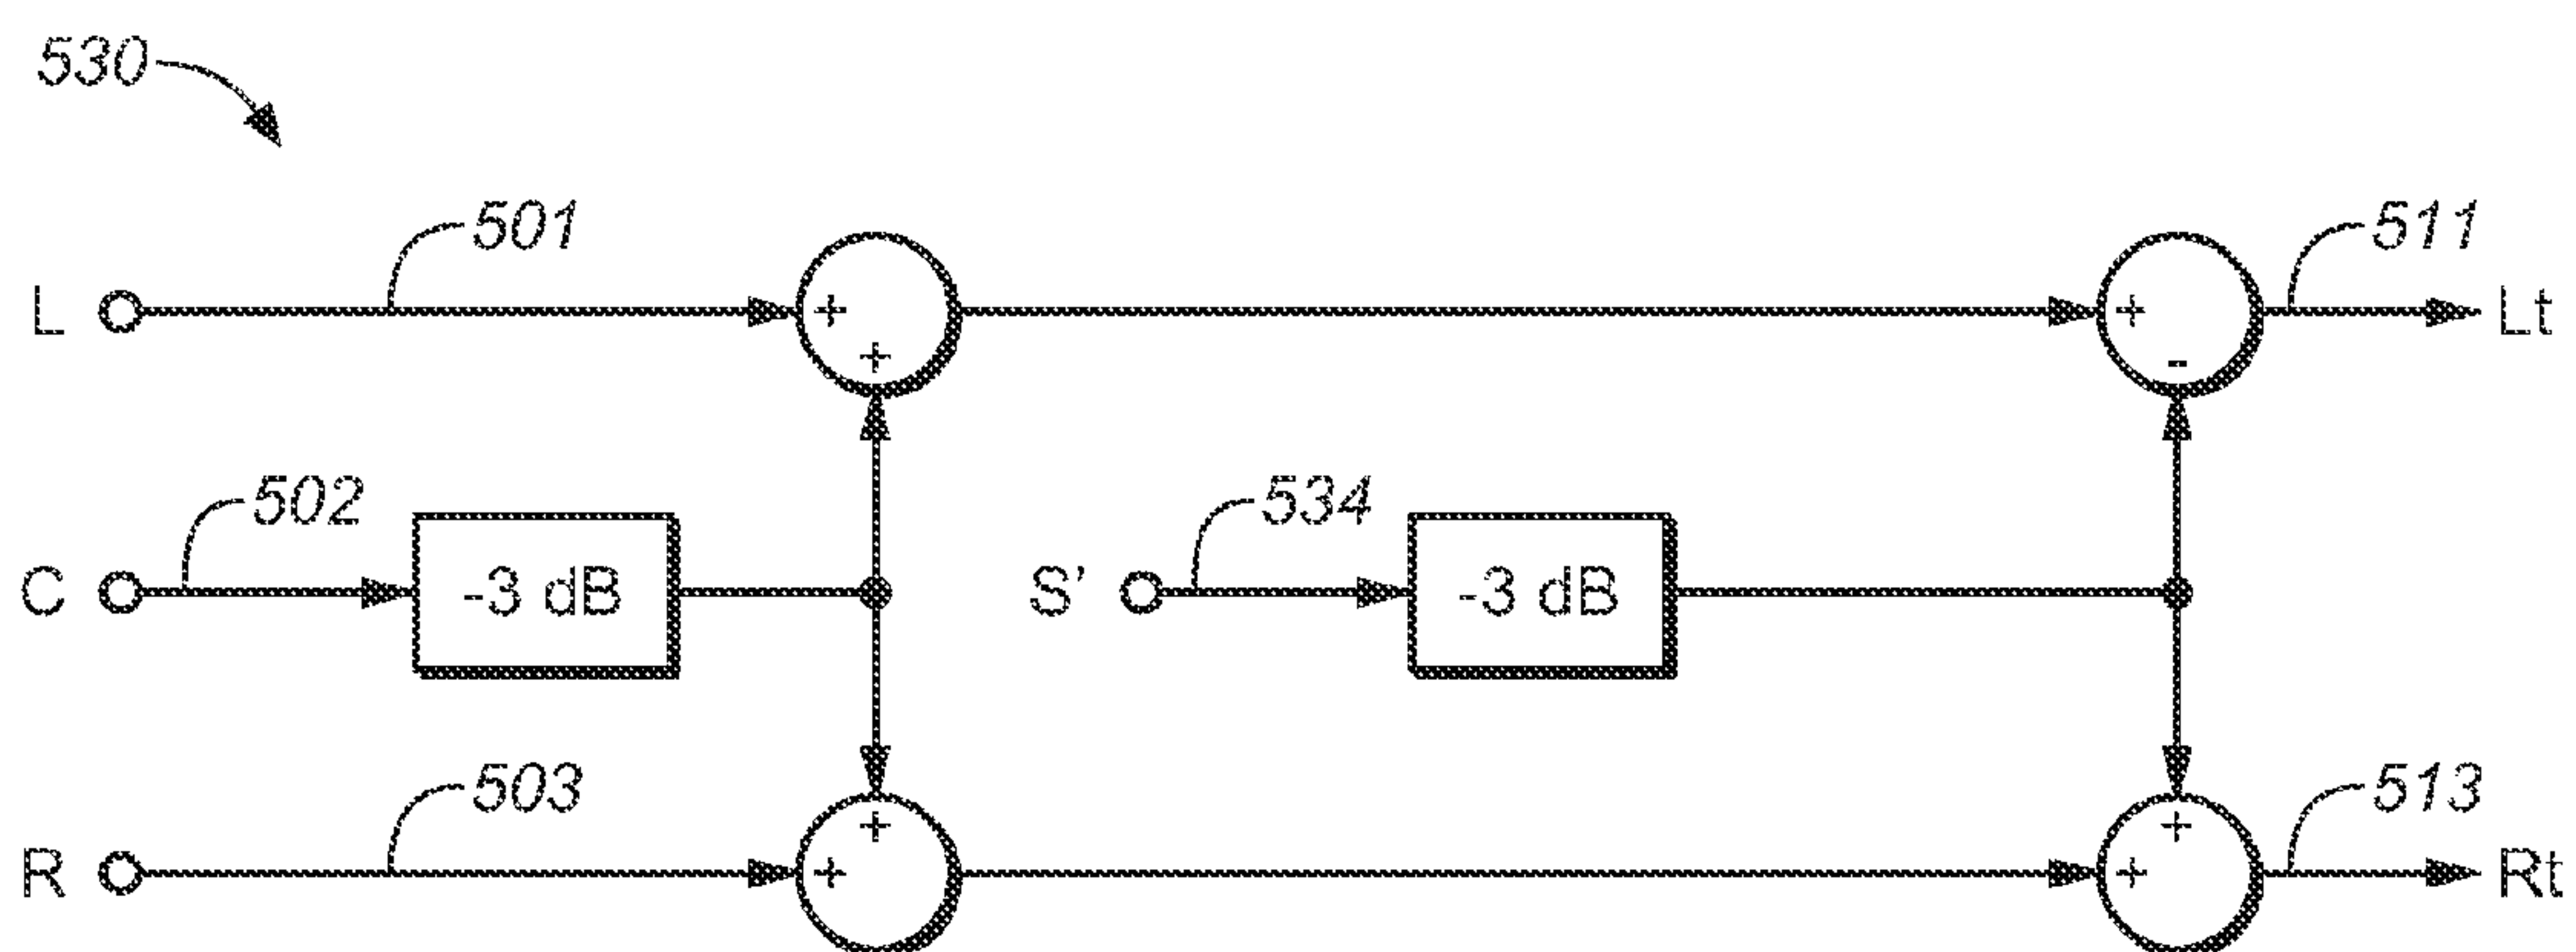 530
501
511
L + + + - Lt
502
534
C -3 dB S' -3 dB
503
513
R + + + + Rt